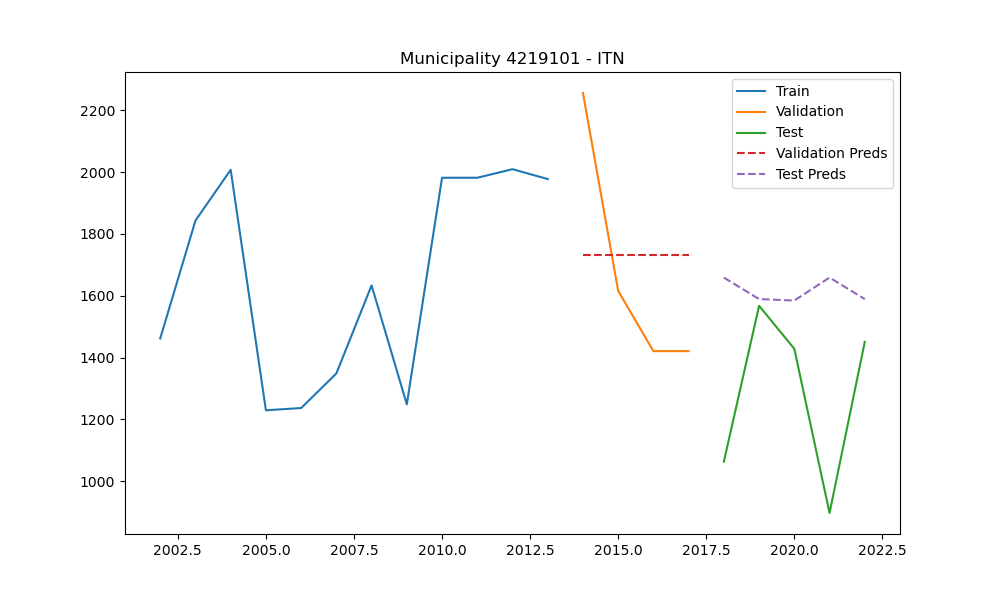 Municipality 4219101 - ITN
Train
Validation
Test
Validation Preds
Test Preds
2200
2000
1800
1600
1400
1200
1000
2002.5 2005.0 2007.5 2010.0 2012.5 2015.0 2017.5 2020.0 2022.5